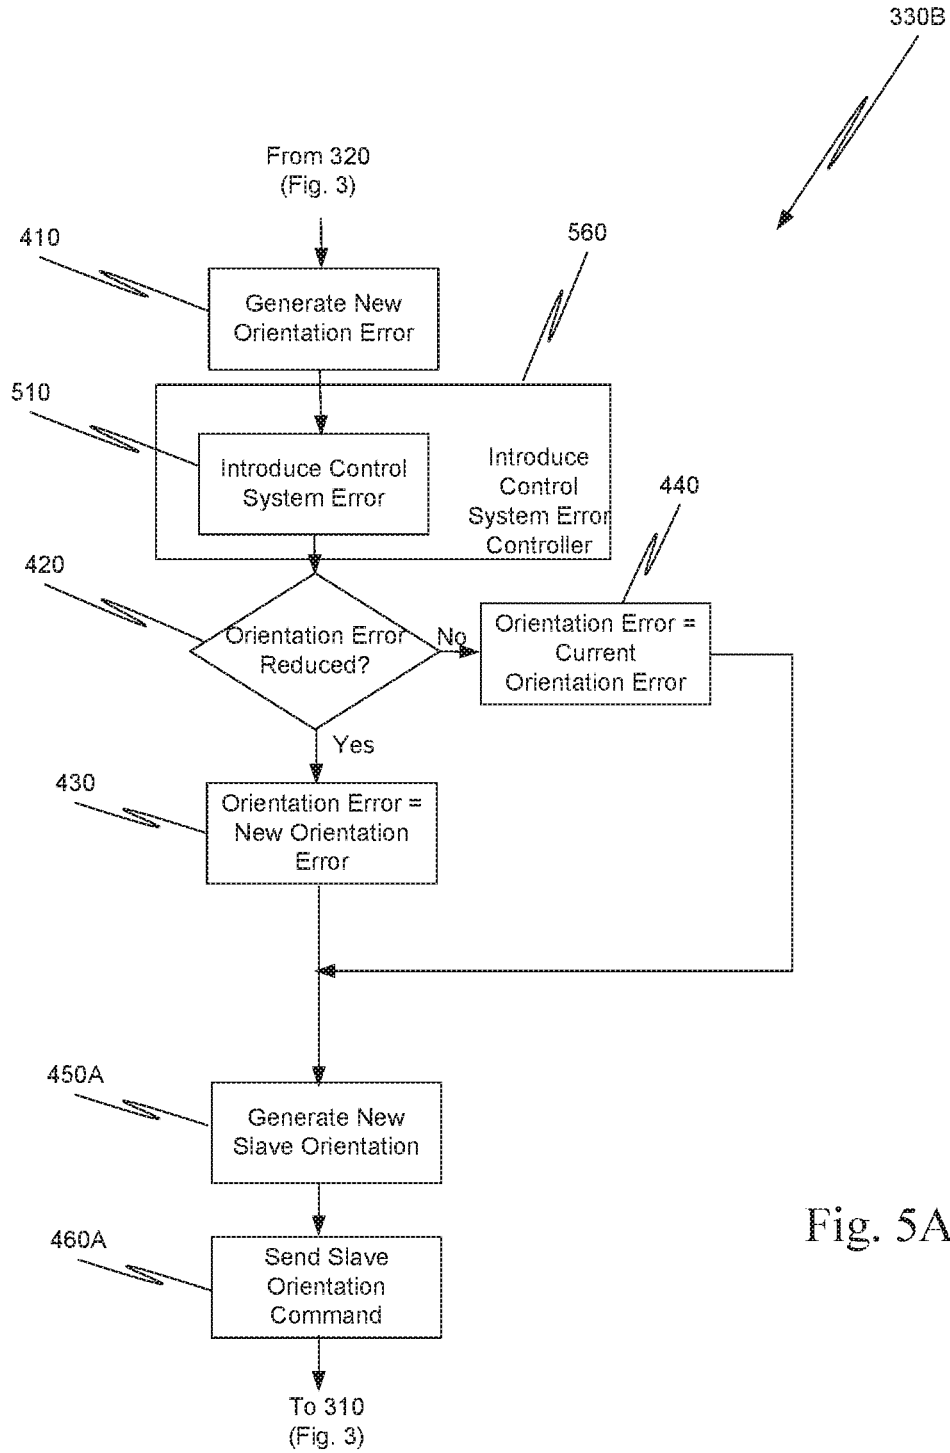 330B
From 320
(Fig. 3)
410
560
Generate New
Orientation Error
510
Introduce Control
System Error
Introduce
Control
System Error
Controller
440
420
Orientation Error
Reduced?
No
Orientation Error =
Current
Orientation Error
Yes
430
Orientation Error =
New Orientation
Error
450A
Generate New
Slave Orientation
460A
Send Slave
Orientation
Command
Fig. 5A
To 310
(Fig. 3)